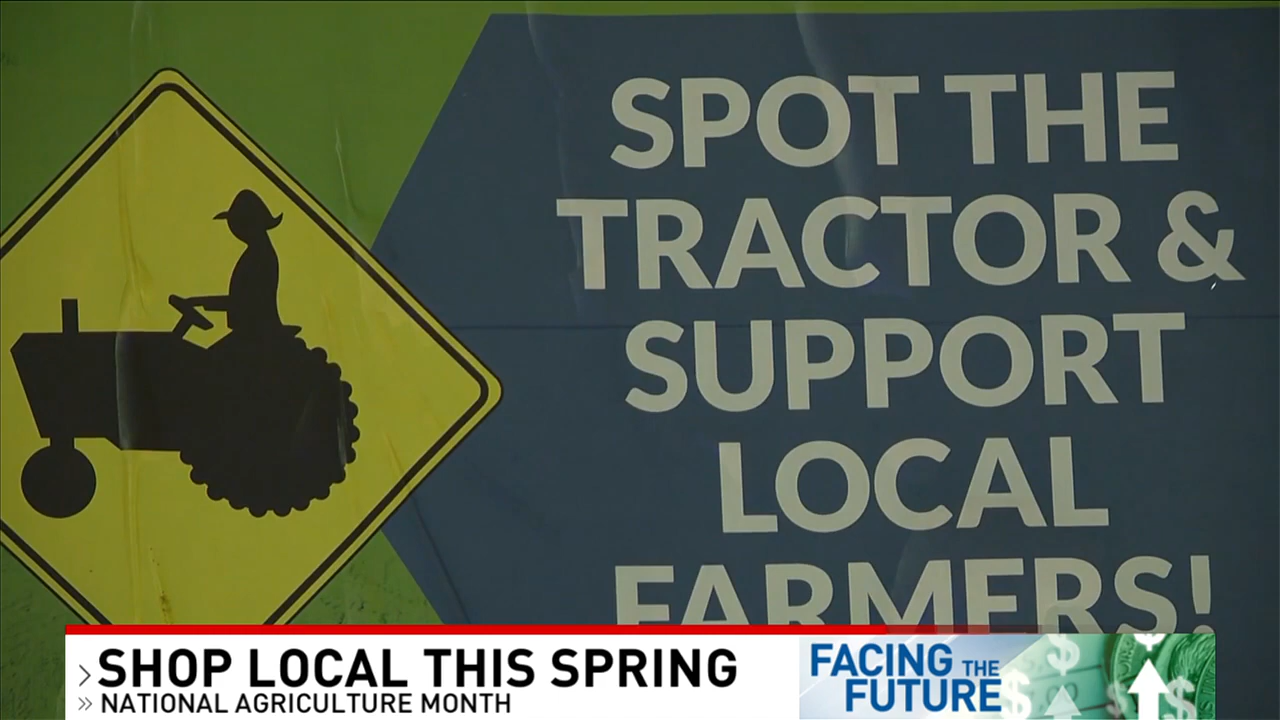 SPOT THE
TRACTOR &
SUPPORT
LOCAL
FARMERS!
SHOP LOCAL THIS SPRING
NATIONAL AGRICULTURE MONTH
FACING THE
FUTURE